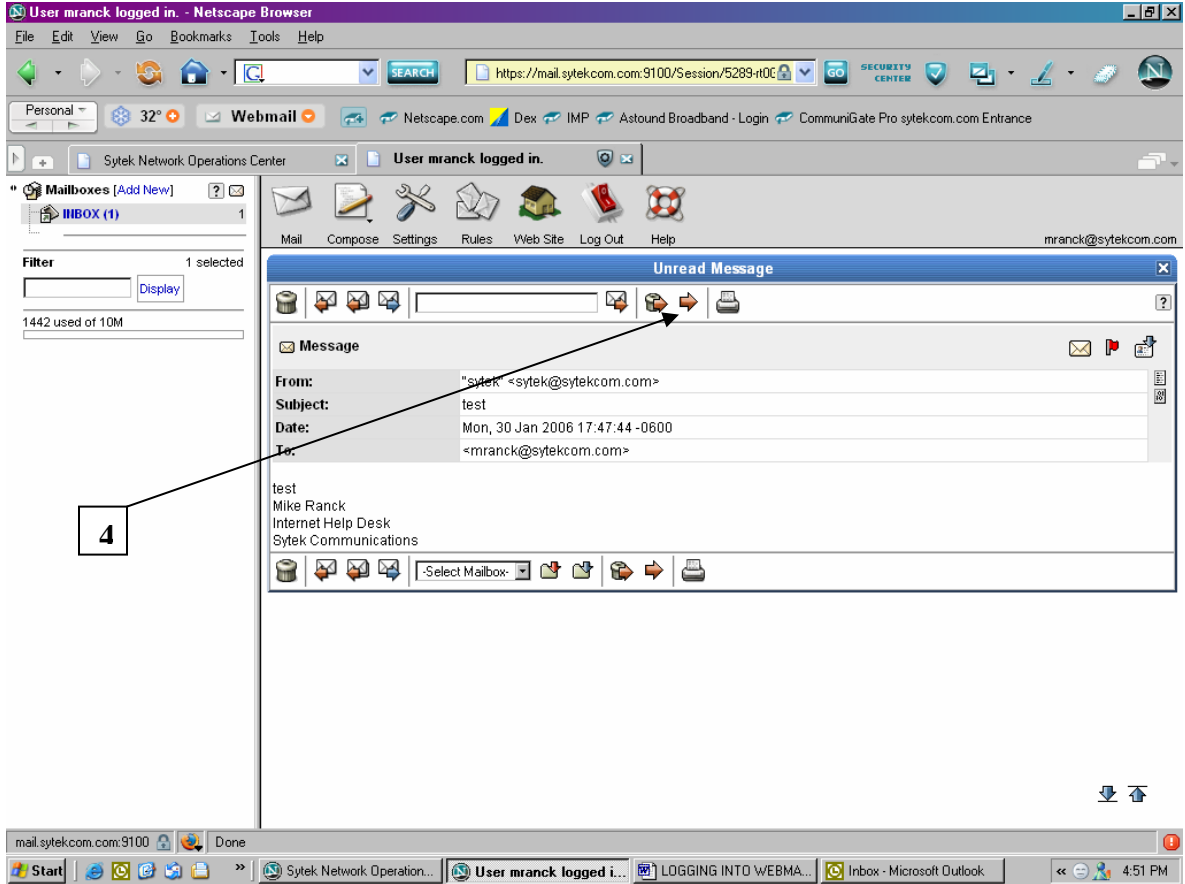 User mranck logged in. - Netscape Browser
File Edit View Go Bookmarks Tools Help
SEARCH https://mail.sytekcom.com:9100/Session/5289-rt0 GO SECURITY CENTER N
Personal 32° Webmail Netscape.com Dex IMP Astound Broadband - Login CommuniGate Pro sytekcom.com Entrance
Sytek Network Operations Center User mranck logged in.
Mailboxes [Add New] ?
INBOX (1) 1
Filter 1 selected
Display
1442 used of 10M
Mail Compose Settings Rules Web Site Log Out Help mranck@sytekcom.com
Unread Message
?
Message
From: "sytek" <sytek@sytekcom.com>
Subject: test
Date: Mon, 30 Jan 2006 17:47:44 -0600
To: <mranck@sytekcom.com>
test
Mike Ranck
Internet Help Desk
Sytek Communications
4
-Select Mailbox-
mail.sytekcom.com:9100 Done
Start Sytek Network Operation... User mranck logged i... LOGGING INTO WEBMA... Inbox - Microsoft Outlook 4:51 PM